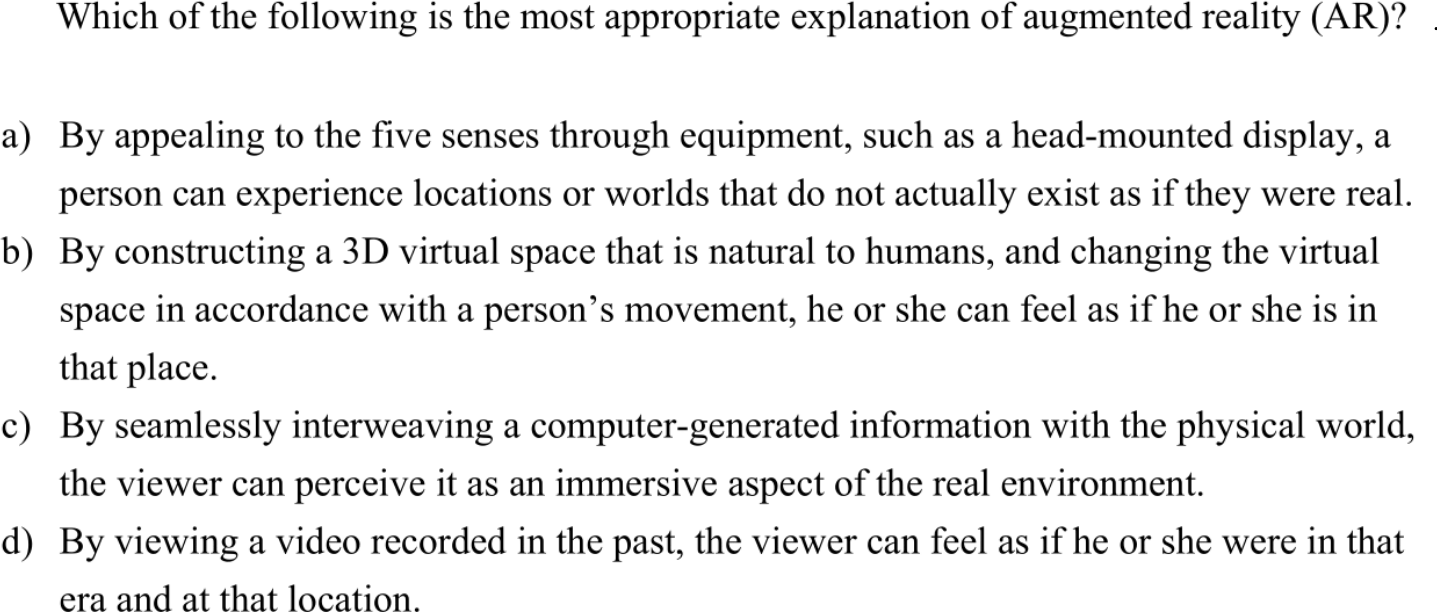 Which of the following is the most appropriate explanation of augmented reality (AR)? .
a) By appealing to the five senses through equipment, such as a head-mounted display, a
person can experience locations or worlds that do not actually exist as if they were real.
b) By constructing a 3D virtual space that is natural to humans, and changing the virtual
space in accordance with a person’s movement, he or she can feel as if he or she is in
that place.
c) By seamlessly interweaving a computer-generated information with the physical world,
the viewer can perceive it as an immersive aspect of the real environment.
d) By viewing a video recorded in the past, the viewer can feel as if he or she were in that
era and at that location.